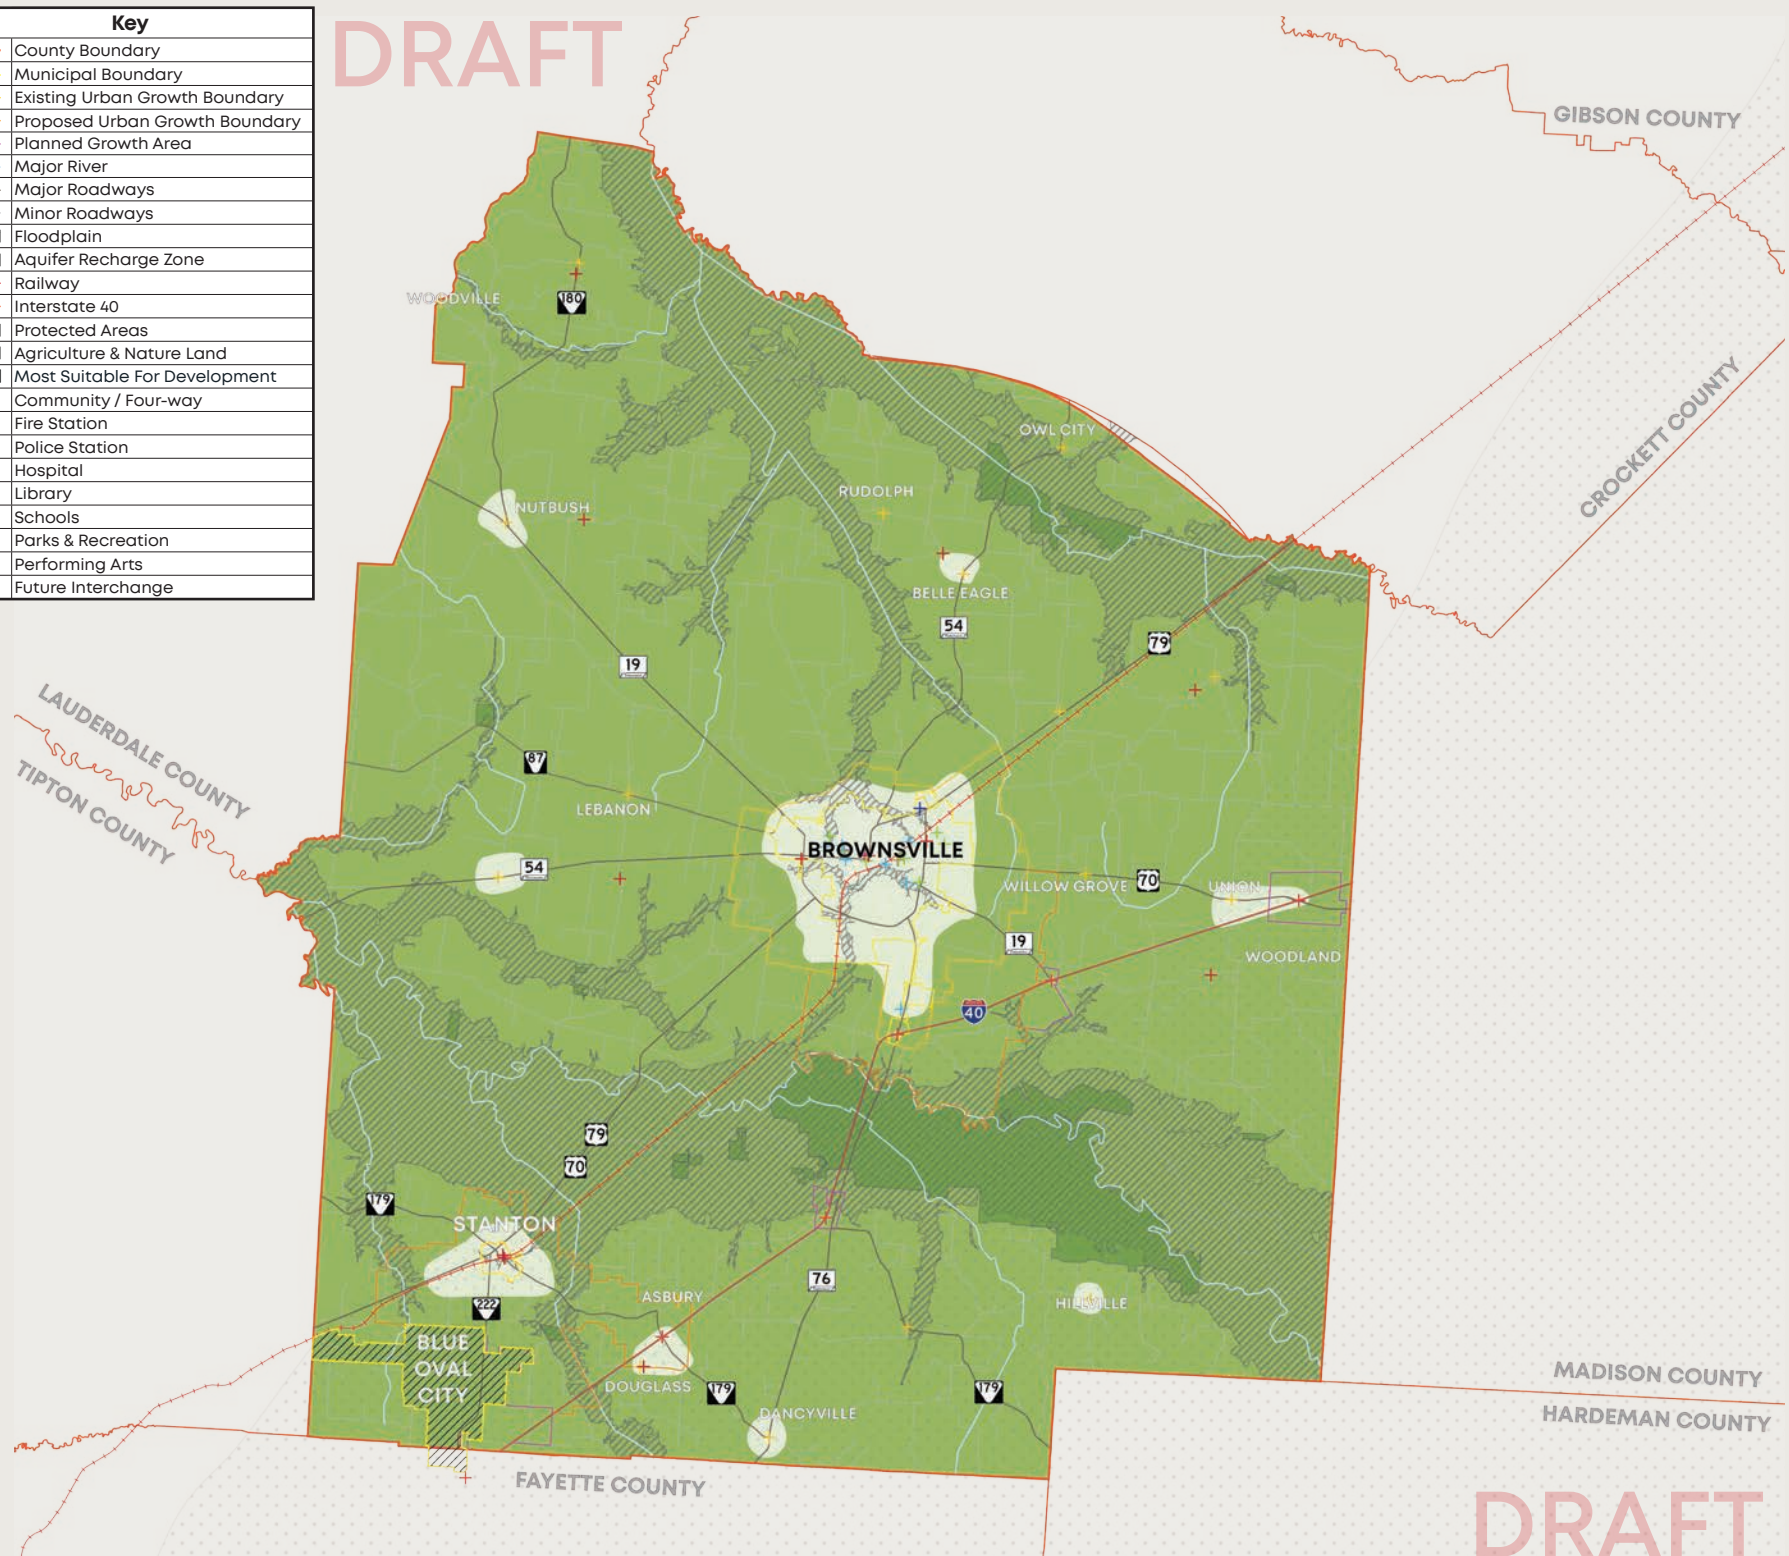 Key
County Boundary
Municipal Boundary
Existing Urban Growth Boundary
Proposed Urban Growth Boundary
Planned Growth Area
Major River
Major Roadways
Minor Roadways
Floodplain
Aquifer Recharge Zone
Railway
Interstate 40
Protected Areas
Agriculture & Nature Land
Most Suitable For Development
Community / Four-way
Fire Station
Police Station
Hospital
Library
Schools
Parks & Recreation
Performing Arts
Future Interchange
DRAFT
GIBSON COUNTY
WOODVILLE
180
CROCKETT COUNTY
OWL CITY
RUDOLPH
NUTBUSH
BELLE EAGLE
54
79
19
LAUDERDALE COUNTY
TIPTON COUNTY
87
LEBANON
BROWNSVILLE
54
WILLOW GROVE
70
UNION
19
WOODLAND
40
79
70
179
STANTON
76
ASBURY
HILLVILLE
222
BLUE
OVAL
CITY
DOUGLASS
179
179
DANCYVILLE
MADISON COUNTY
HARDEMAN COUNTY
FAYETTE COUNTY
DRAFT